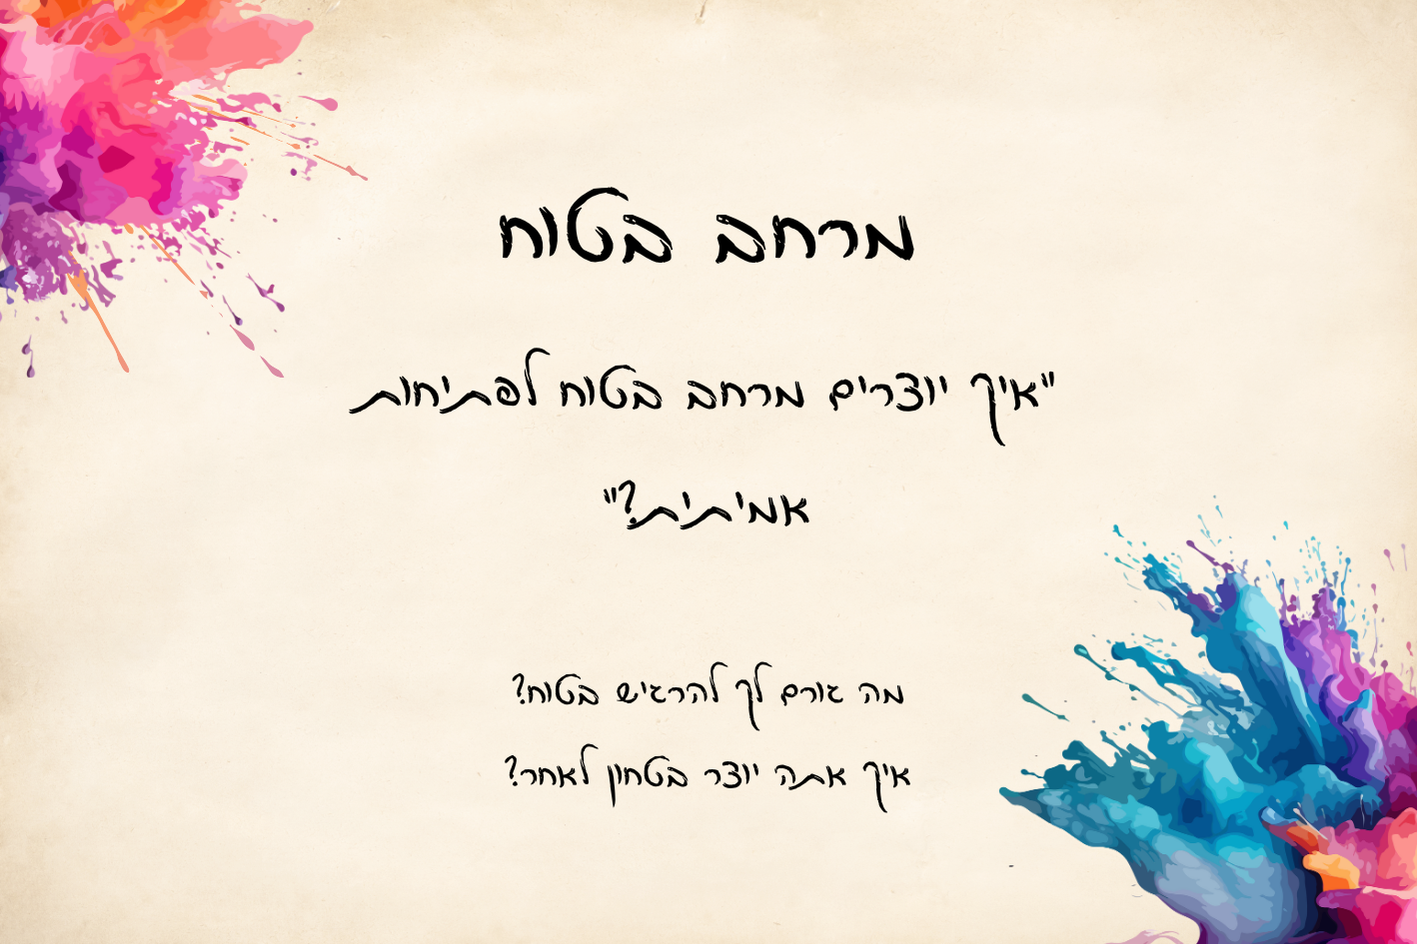 מרחב בטוח
"איך יוצרים מרחב בטוח לפתיחות
אמיתית?"
מה גורם לך להרגיש בטוח?
איך אתה יוצר בטחון לאחר?